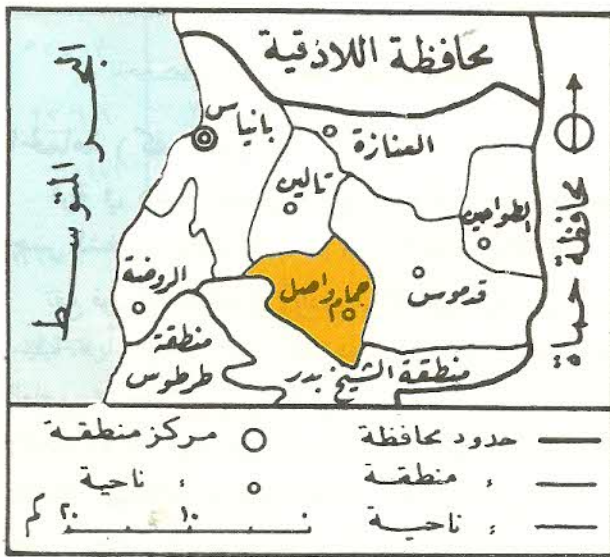 محافظة اللاذقية
البحر المتوسط
بانياس
العنازة
تالين
الطواحين
محافظة حماة
الروضة
حمام واصل
قدموس
منطقة
طرطوس
منطقة الشيخ بدر
حدود محافظة
، منطقة
، ناحية
مركز منطقة
، ناحية
٢٠ ١٠ ٠ كم